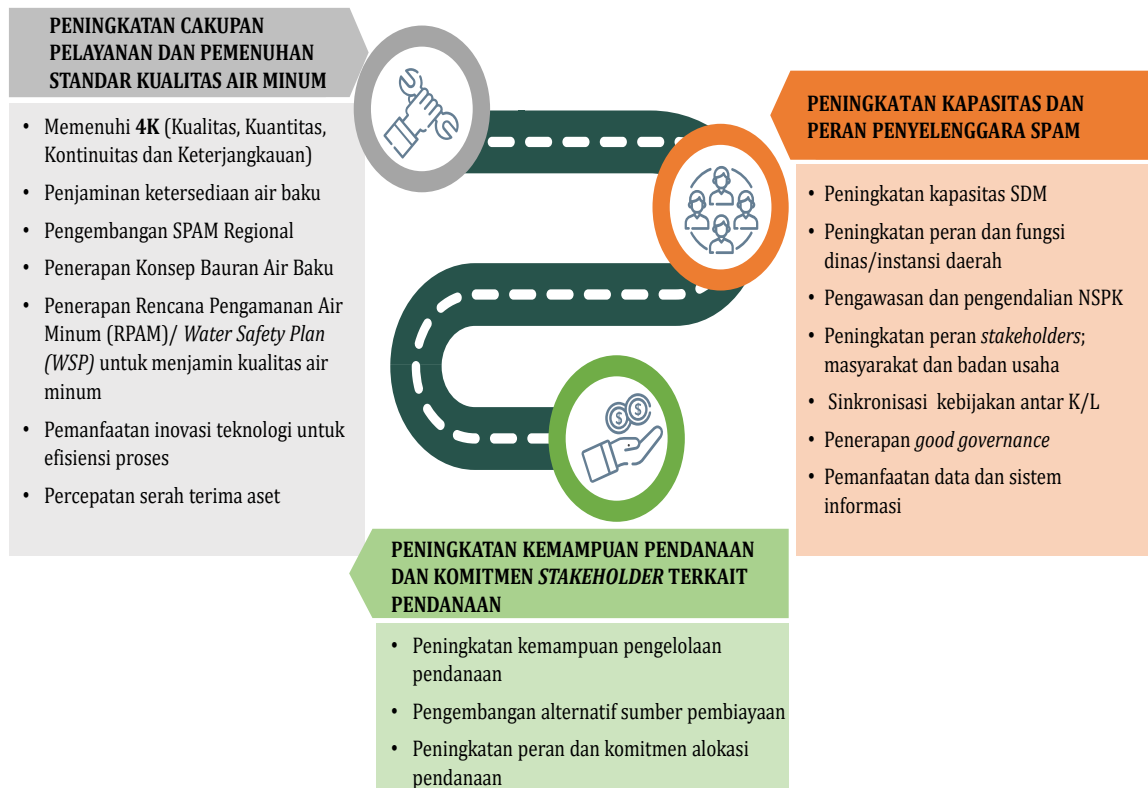 PENINGKATAN CAKUPAN
PELAYANAN DAN PEMENUHAN
STANDAR KUALITAS AIR MINUM
• Memenuhi 4K (Kualitas, Kuantitas,
Kontinuitas dan Keterjangkauan)
• Penjaminan ketersediaan air baku
• Pengembangan SPAM Regional
• Penerapan Konsep Bauran Air Baku
• Penerapan Rencana Pengamanan Air
Minum (RPAM)/ Water Safety Plan
(WSP) untuk menjamin kualitas air
minum
• Pemanfaatan inovasi teknologi untuk
efisiensi proses
• Percepatan serah terima aset
PENINGKATAN KAPASITAS DAN
PERAN PENYELENGGARA SPAM
• Peningkatan kapasitas SDM
• Peningkatan peran dan fungsi
dinas/instansi daerah
• Pengawasan dan pengendalian NSPK
• Peningkatan peran stakeholders;
masyarakat dan badan usaha
• Sinkronisasi kebijakan antar K/L
• Penerapan good governance
• Pemanfaatan data dan sistem
informasi
PENINGKATAN KEMAMPUAN PENDANAAN
DAN KOMITMEN STAKEHOLDER TERKAIT
PENDANAAN
• Peningkatan kemampuan pengelolaan
pendanaan
• Pengembangan alternatif sumber pembiayaan
• Peningkatan peran dan komitmen alokasi
pendanaan